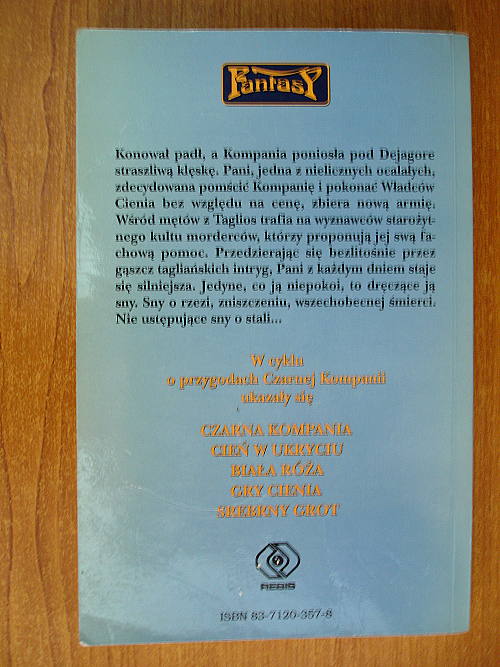 Fantasy
Konował padł, a Kompania poniosła pod Dejagore
straszliwą klęskę. Pani, jedna z nielicznych ocalałych,
zdecydowana pomścić Kompanię i pokonać Władców
Cienia bez względu na cenę, zbiera nową armię.
Wśród mętów z Taglios trafia na wyznawców starożyt-
nego kultu morderców, którzy proponują jej swą fa-
chową pomoc. Przedzierając się bezlitośnie przez
gąszcz tagliańskich intryg, Pani z każdym dniem staje
się silniejsza. Jedyne, co ją niepokoi, to dręczące ją
sny. Sny o rzezi, zniszczeniu, wszechobecnej śmierci.
Nie ustępujące sny o stali...
W cyklu
o przygodach Czarnej Kompanii
ukazały się
CZARNA KOMPANIA
CIEŃ W UKRYCIU
BIAŁA RÓŻA
GRY CIENIA
SREBRNY GROT
REBIS
ISBN 83-7120-357-8